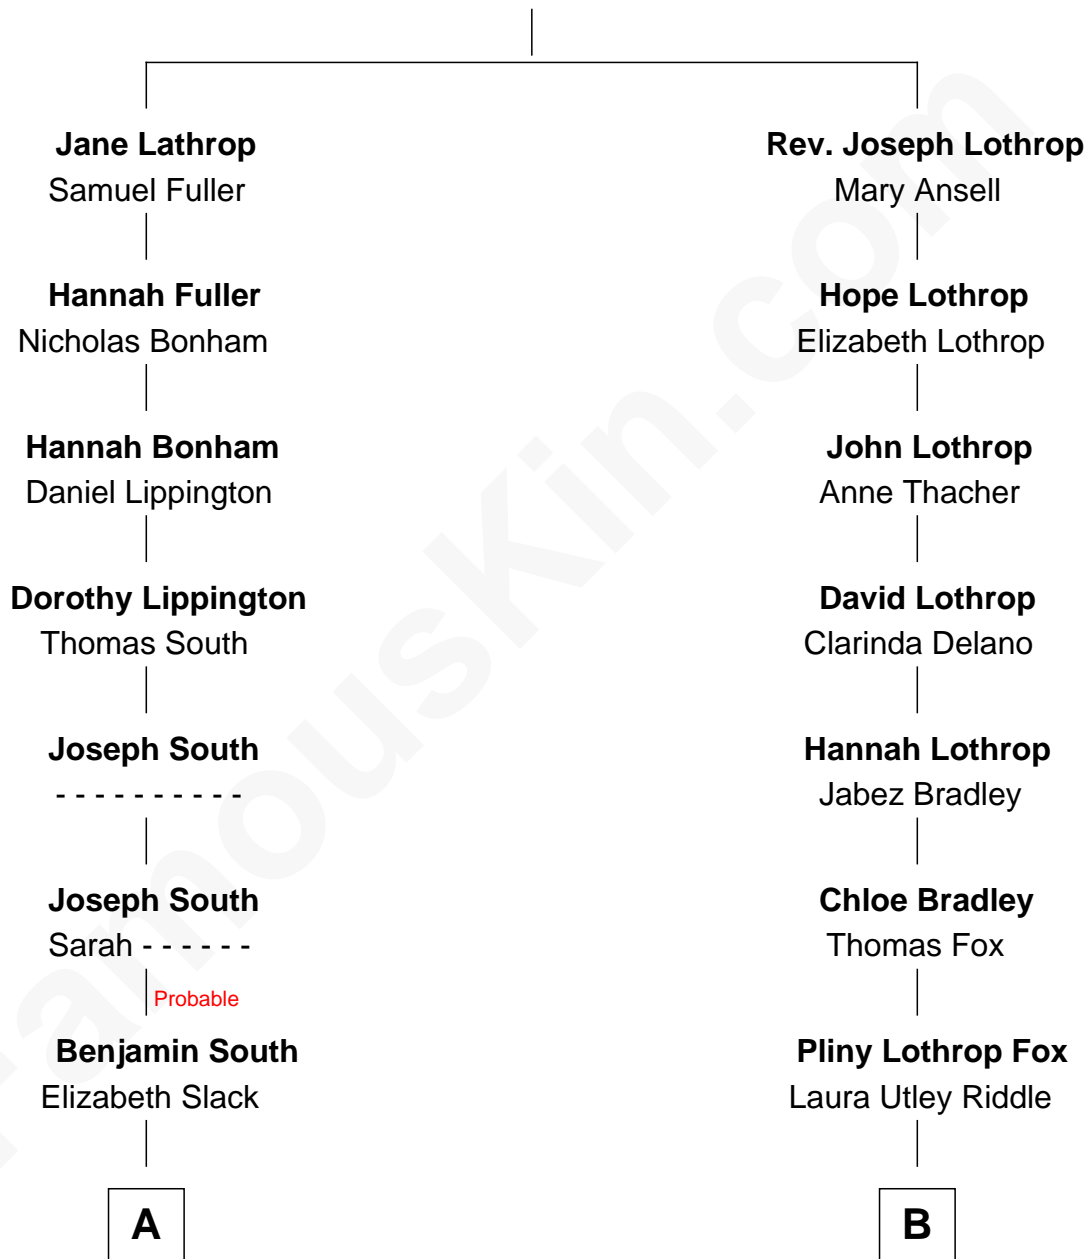 Jane Lathrop
Samuel Fuller
Hannah Fuller
Nicholas Bonham
Hannah Bonham
Daniel Lippington
Dorothy Lippington
Thomas South
Joseph South
- - - - - - - - - -
Joseph South
Sarah - - - - - -
Probable
Benjamin South
Elizabeth Slack
A
Rev. Joseph Lothrop
Mary Ansell
Hope Lothrop
Elizabeth Lothrop
John Lothrop
Anne Thacher
David Lothrop
Clarinda Delano
Hannah Lothrop
Jabez Bradley
Chloe Bradley
Thomas Fox
Pliny Lothrop Fox
Laura Utley Riddle
B
FamousKin.com